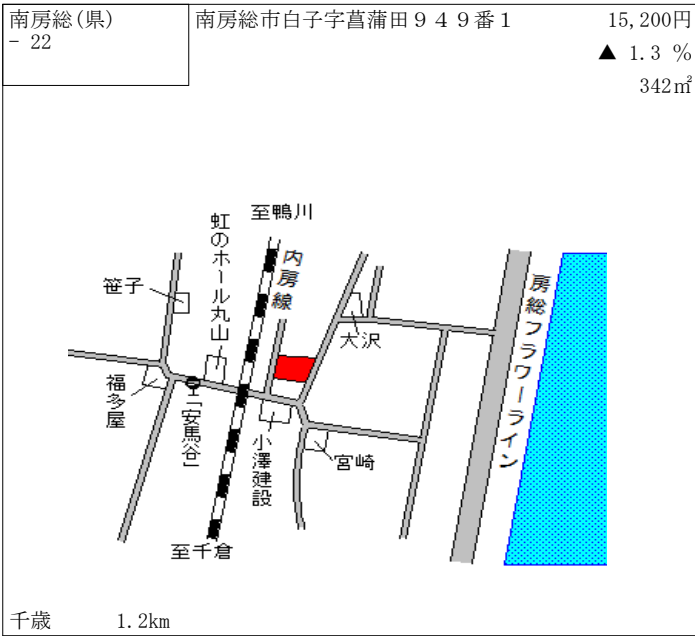 南房総(県)
- 22
南房総市白子字菖蒲田９４９番１
15,200円
▲ 1.3 %
342㎡
至鴨川
虹のホール丸山
内房線
笹子
大沢
房総フラワーライン
福多屋
「安馬谷」
小澤建設
宮崎
至千倉
千歳 1.2km